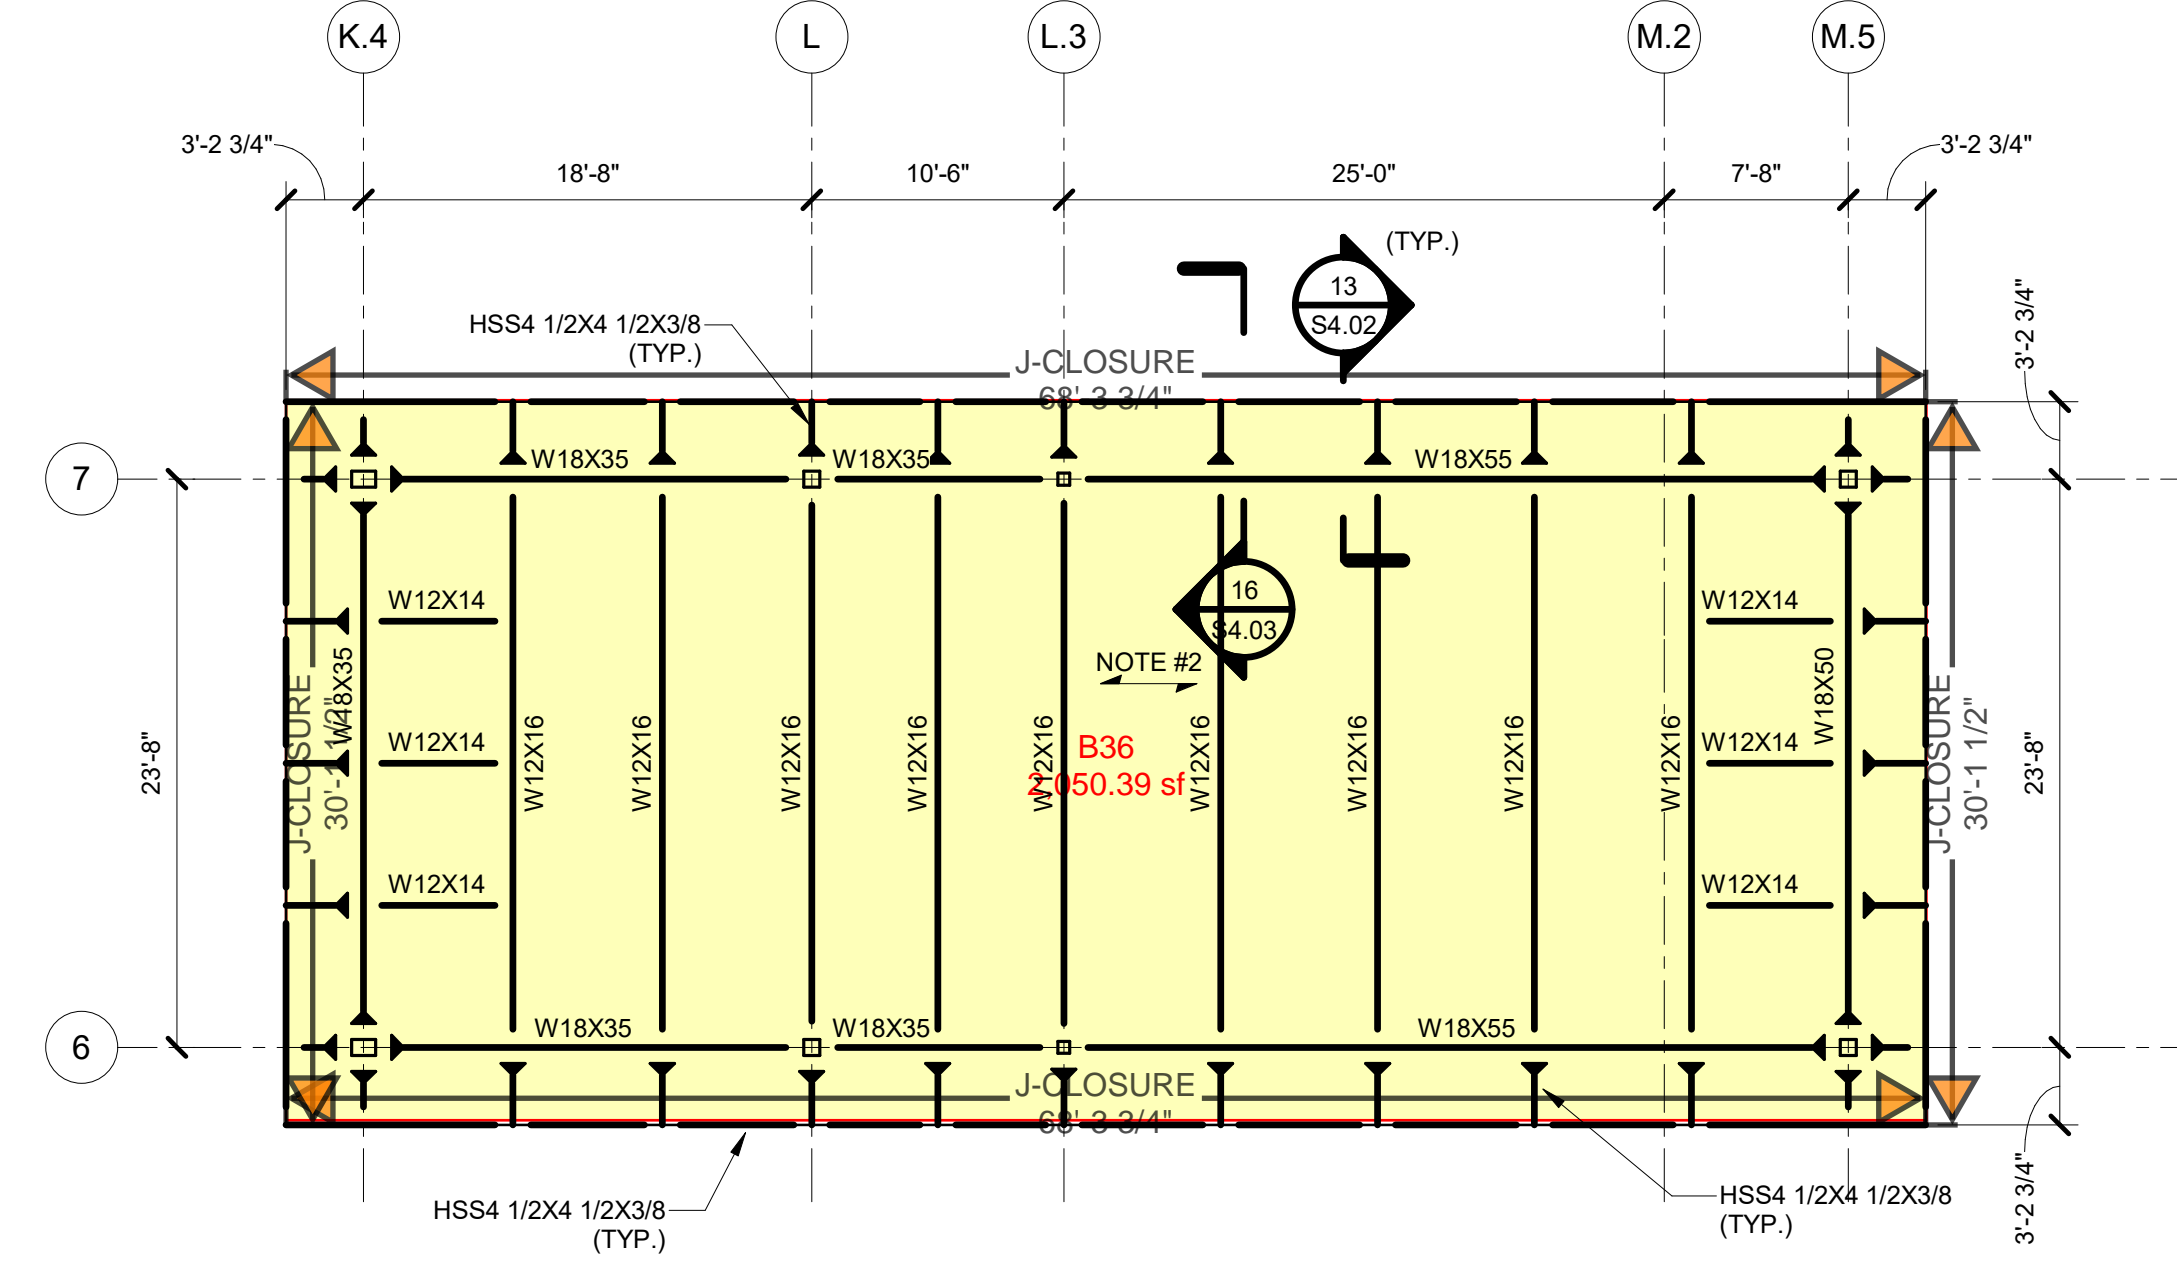 K.4
L
L.3
M.2
M.5
3'-2 3/4"
18'-8"
10'-6"
25'-0"
7'-8"
3'-2 3/4"
(TYP.)
13
S4.02
3'-2 3/4"
HSS4 1/2X4 1/2X3/8
(TYP.)
J-CLOSURE
68' 3 3/4"
7
W18X35
W18X35
W18X55
W12X14
W12X14
16
S4.03
NOTE #2
W18X35
W18X50
J-CLOSURE
30'-1 1/2"
J-CLOSURE
30'-1 1/2"
23'-8"
23'-8"
W12X14
W12X14
W12X16
W12X16
W12X16
W12X16
W12X16
W12X16
W12X16
W12X16
W12X16
B36
2,050.39 sf
W12X14
W12X14
6
W18X35
W18X35
W18X55
J-CLOSURE
68' 3 3/4"
HSS4 1/2X4 1/2X3/8
(TYP.)
HSS4 1/2X4 1/2X3/8
(TYP.)
3'-2 3/4"